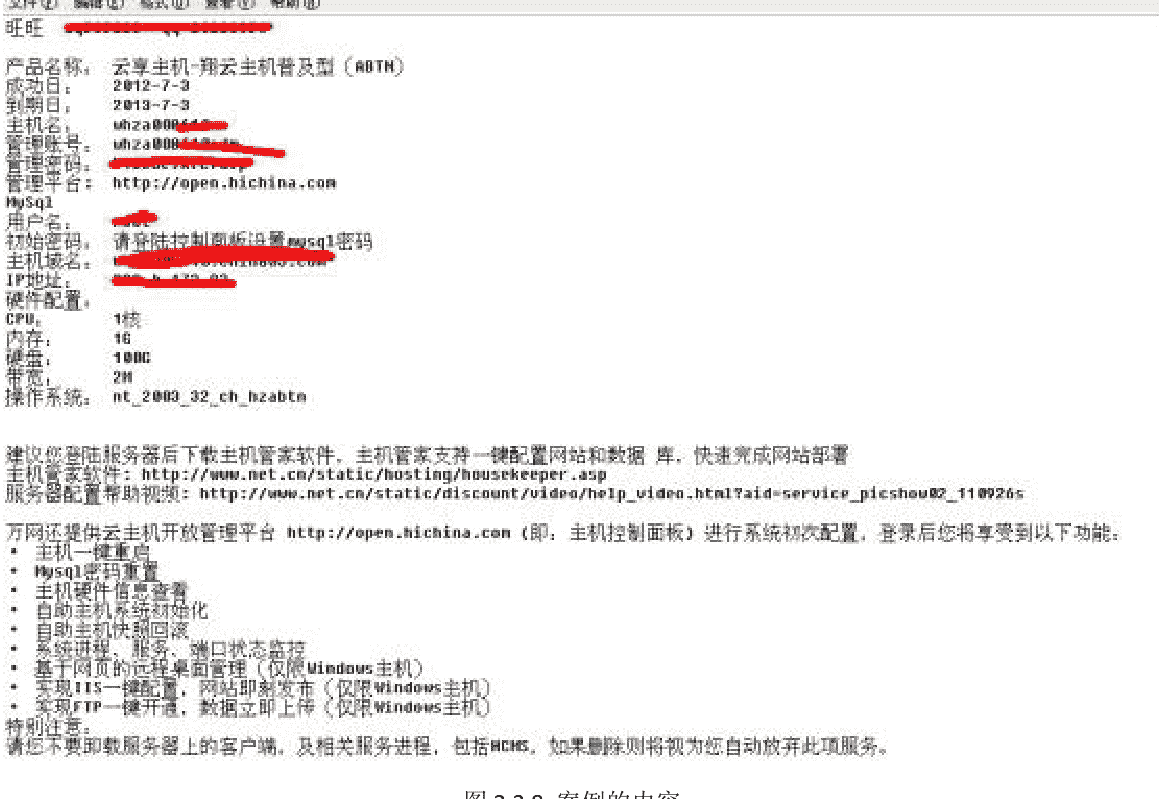 文件(F) 编辑(E) 格式(O) 查看(V) 帮助(H)
旺旺
产品名称： 云享主机-翔云主机普及型（ABTM）
成功日： 2012-7-3
到期日： 2013-7-3
主机名： whza008
管理账号： whza008
管理密码：
管理平台： http://open.hichina.com
MySql
用户名：
初始密码： 请登陆控制面板设置mysql密码
主机域名：
IP地址：
硬件配置：
CPU： 1核
内存： 1G
硬盘： 100G
带宽： 2M
操作系统： nt_2003_32_ch_hzabtm
建议您登陆服务器后下载主机管家软件，主机管家支持一键配置网站和数据 库，快速完成网站部署
主机管家软件: http://www.net.cn/static/hosting/housekeeper.asp
服务器配置帮助视频: http://www.net.cn/static/discount/video/help_video.html?aid=service_picshow02_110926s
万网还提供云主机开放管理平台 http://open.hichina.com (即：主机控制面板) 进行系统初次配置，登录后您将享受到以下功能：
• 主机一键重启
• Mysql密码重置
• 主机硬件信息查看
• 自助主机系统初始化
• 自助主机快照回滚
• 系统进程、服务、端口状态监控
• 基于网页的远程桌面管理（仅限Windows主机）
• 实现IIS一键配置，网站即刻发布（仅限Windows主机）
• 实现FTP一键开通，数据立即上传（仅限Windows主机）
特别注意：
请您不要卸载服务器上的客户端，及相关服务进程，包括HCMS，如果删除则将视为您自动放弃此项服务。
案例的内容